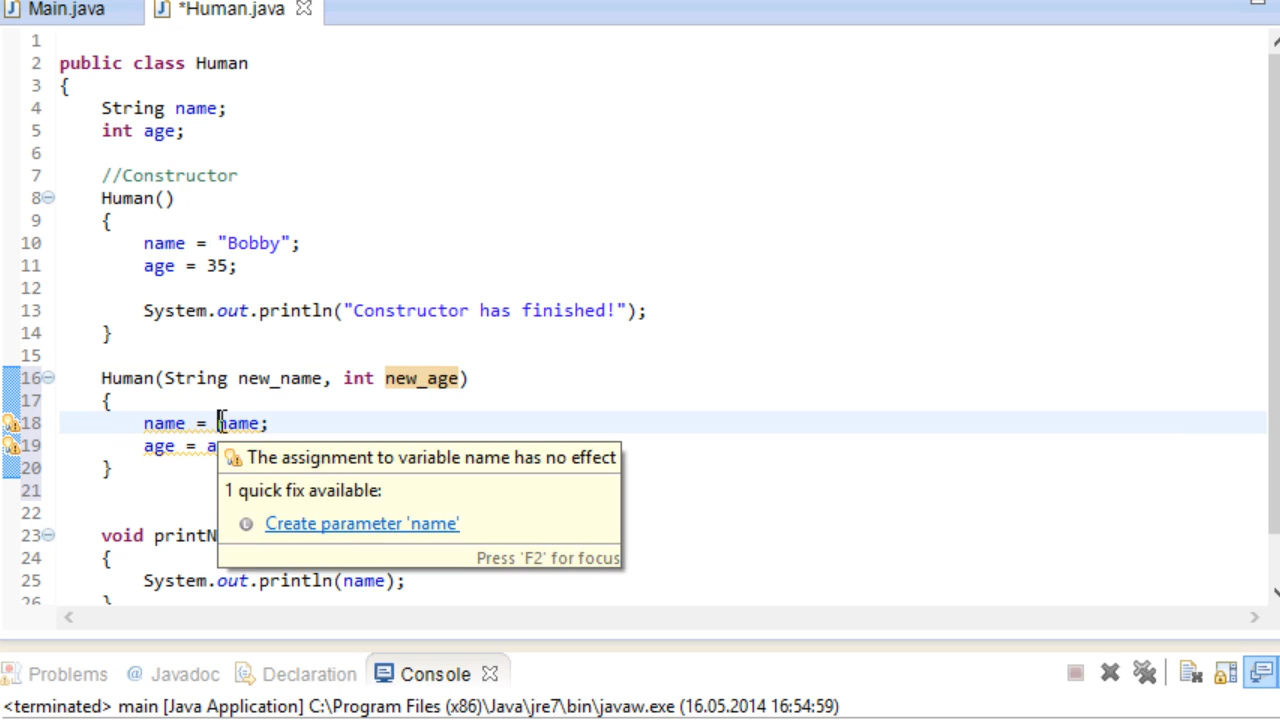 Main.java *Human.java
1
2 public class Human
3 {
4 String name;
5 int age;
6
7 //Constructor
8 Human()
9 {
10 name = "Bobby";
11 age = 35;
12
13 System.out.println("Constructor has finished!");
14 }
15
16 Human(String new_name, int new_age)
17 {
18 name = name;
19 age = a
The assignment to variable name has no effect
20 }
21
1 quick fix available:
22
Create parameter 'name'
23 void printN
24 {
Press 'F2' for focus
25 System.out.println(name);
26 }
Problems @ Javadoc Declaration Console
<terminated> main [Java Application] C:\Program Files (x86)\Java\jre7\bin\javaw.exe (16.05.2014 16:54:59)